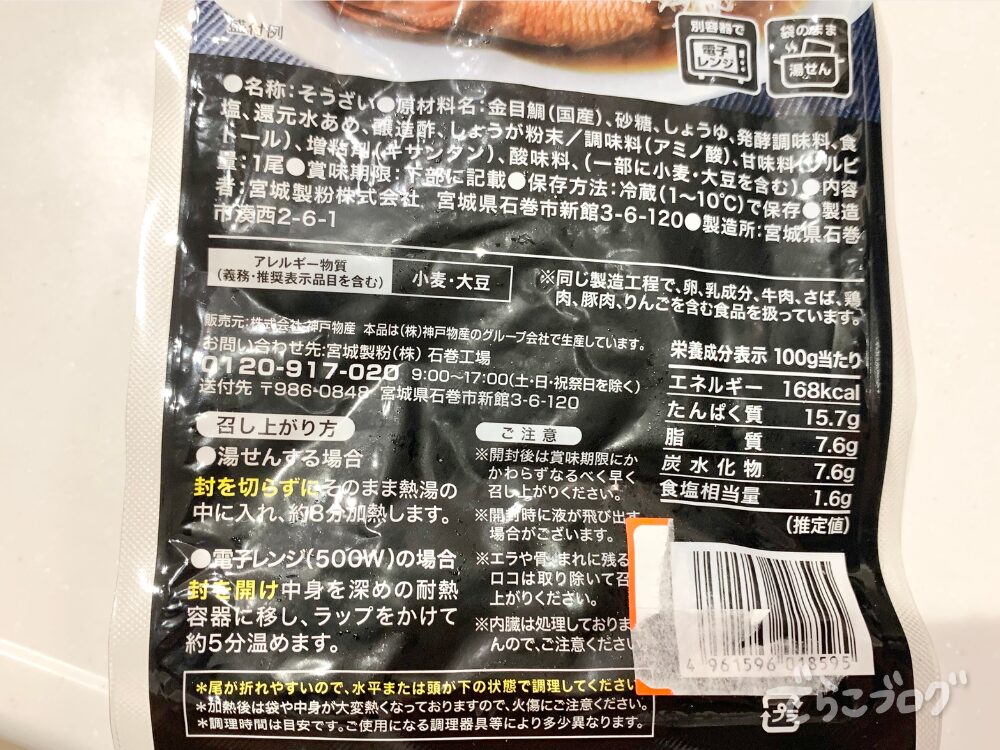 盛付例
別容器で
電子
レンジ
袋のまま
湯せん
●名称:そうざい●原材料名:金目鯛(国産)、砂糖、しょうゆ、発酵調味料、食
塩、還元水あめ、醸造酢、しょうが粉末/調味料(アミノ酸)、甘味料(ソルビ
トール)、増粘剤(キサンタン)、酸味料、(一部に小麦・大豆を含む)●内容
量:1尾●賞味期限:下部に記載●保存方法:冷蔵(1~10℃)で保存●製造
者:宮城製粉株式会社 宮城県石巻市新館3-6-120●製造所:宮城県石巻
市湊西2-6-1
アレルギー物質
(義務・推奨表示品目を含む)
小麦・大豆
※同じ製造工程で、卵、乳成分、牛肉、さば、鶏
肉、豚肉、りんごを含む食品を扱っています。
販売元:株式会社 神戸物産 本品は(株)神戸物産のグループ会社で生産しています。
お問い合わせ先:宮城製粉(株) 石巻工場
0120-917-020 9:00~17:00(土・日・祝祭日を除く)
送付先 〒986-0848 宮城県石巻市新館3-6-120
栄養成分表示 100g当たり
エネルギー 168kcal
たんぱく質 15.7g
脂質 7.6g
炭水化物 7.6g
食塩相当量 1.6g
(推定値)
召し上がり方
●湯せんする場合
封を切らずにそのまま熱湯の
中に入れ、約8分加熱します。
●電子レンジ(500W)の場合
封を開け中身を深めの耐熱
容器に移し、ラップをかけて
約5分温めます。
ご注意
※開封後は賞味期限にか
かわらずなるべく早く
召し上がりください。
※開封時に液が飛び出す
場合がございます。
※エラや骨、まれに残る
ロコは取り除いて召
上がりください。
※内臓は処理しておりま
んので、ご注意ください
*尾が折れやすいので、水平または頭が下の状態で調理してくださ
*加熱後は袋や中身が大変熱くなっておりますので、火傷にご注意ください。
*調理時間は目安です。ご使用になる調理器具等により多少異なります。
4 961596 018595
プラ
ごらこブログ